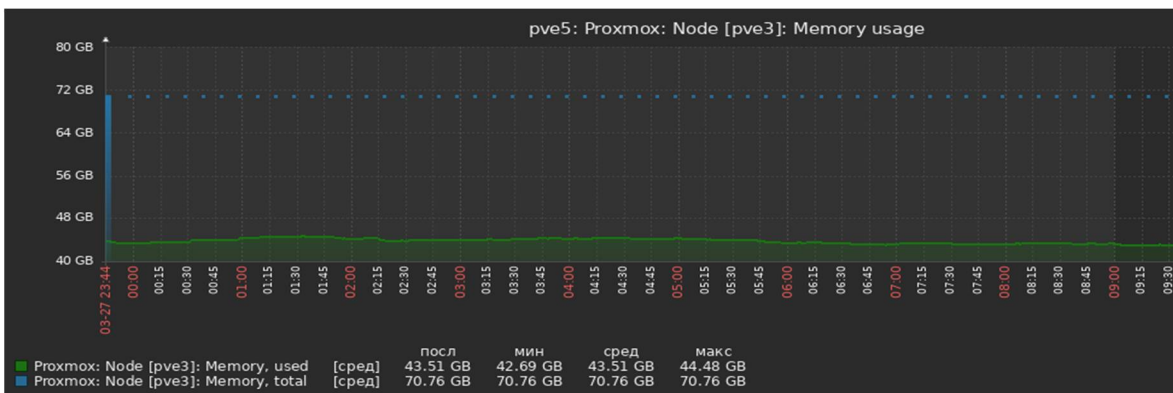 pve5: Proxmox: Node [pve3]: Memory usage
80 GB
72 GB
64 GB
56 GB
48 GB
40 GB
03-27 23:44 00:00 00:15 00:30 00:45 01:00 01:15 01:30 01:45 02:00 02:15 02:30 02:45 03:00 03:15 03:30 03:45 04:00 04:15 04:30 04:45 05:00 05:15 05:30 05:45 06:00 06:15 06:30 06:45 07:00 07:15 07:30 07:45 08:00 08:15 08:30 08:45 09:00 09:15 09:30
посл мин сред макс
Proxmox: Node [pve3]: Memory, used [сред] 43.51 GB 42.69 GB 43.51 GB 44.48 GB
Proxmox: Node [pve3]: Memory, total [сред] 70.76 GB 70.76 GB 70.76 GB 70.76 GB